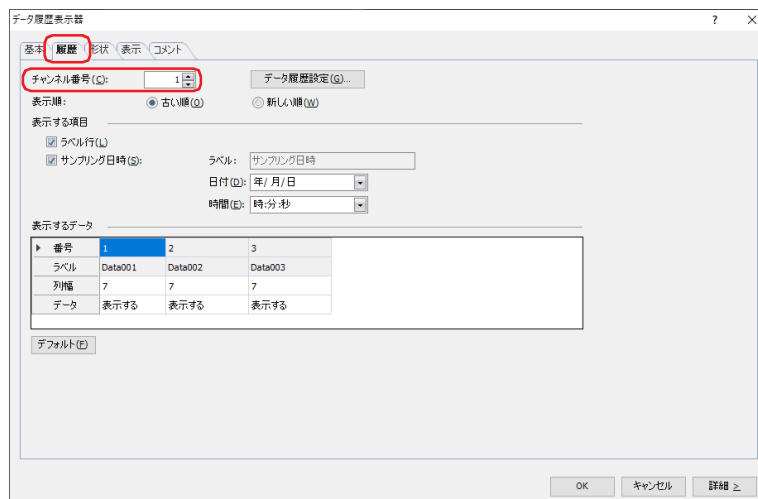 データ履歴表示器 ? ×
基本 履歴 形状 表示 コメント
チャンネル番号(C): 1 データ履歴設定(G)...
表示順: 古い順(O) 新しい順(W)
表示する項目
ラベル行(L)
サンプリング日時(S): ラベル: サンプリング日時
日付(D): 年/ 月/ 日
時間(E): 時:分:秒
表示するデータ
番号 1 2 3
ラベル Data001 Data002 Data003
列幅 7 7 7
データ 表示する 表示する 表示する
デフォルト(F)
OK キャンセル 詳細 >